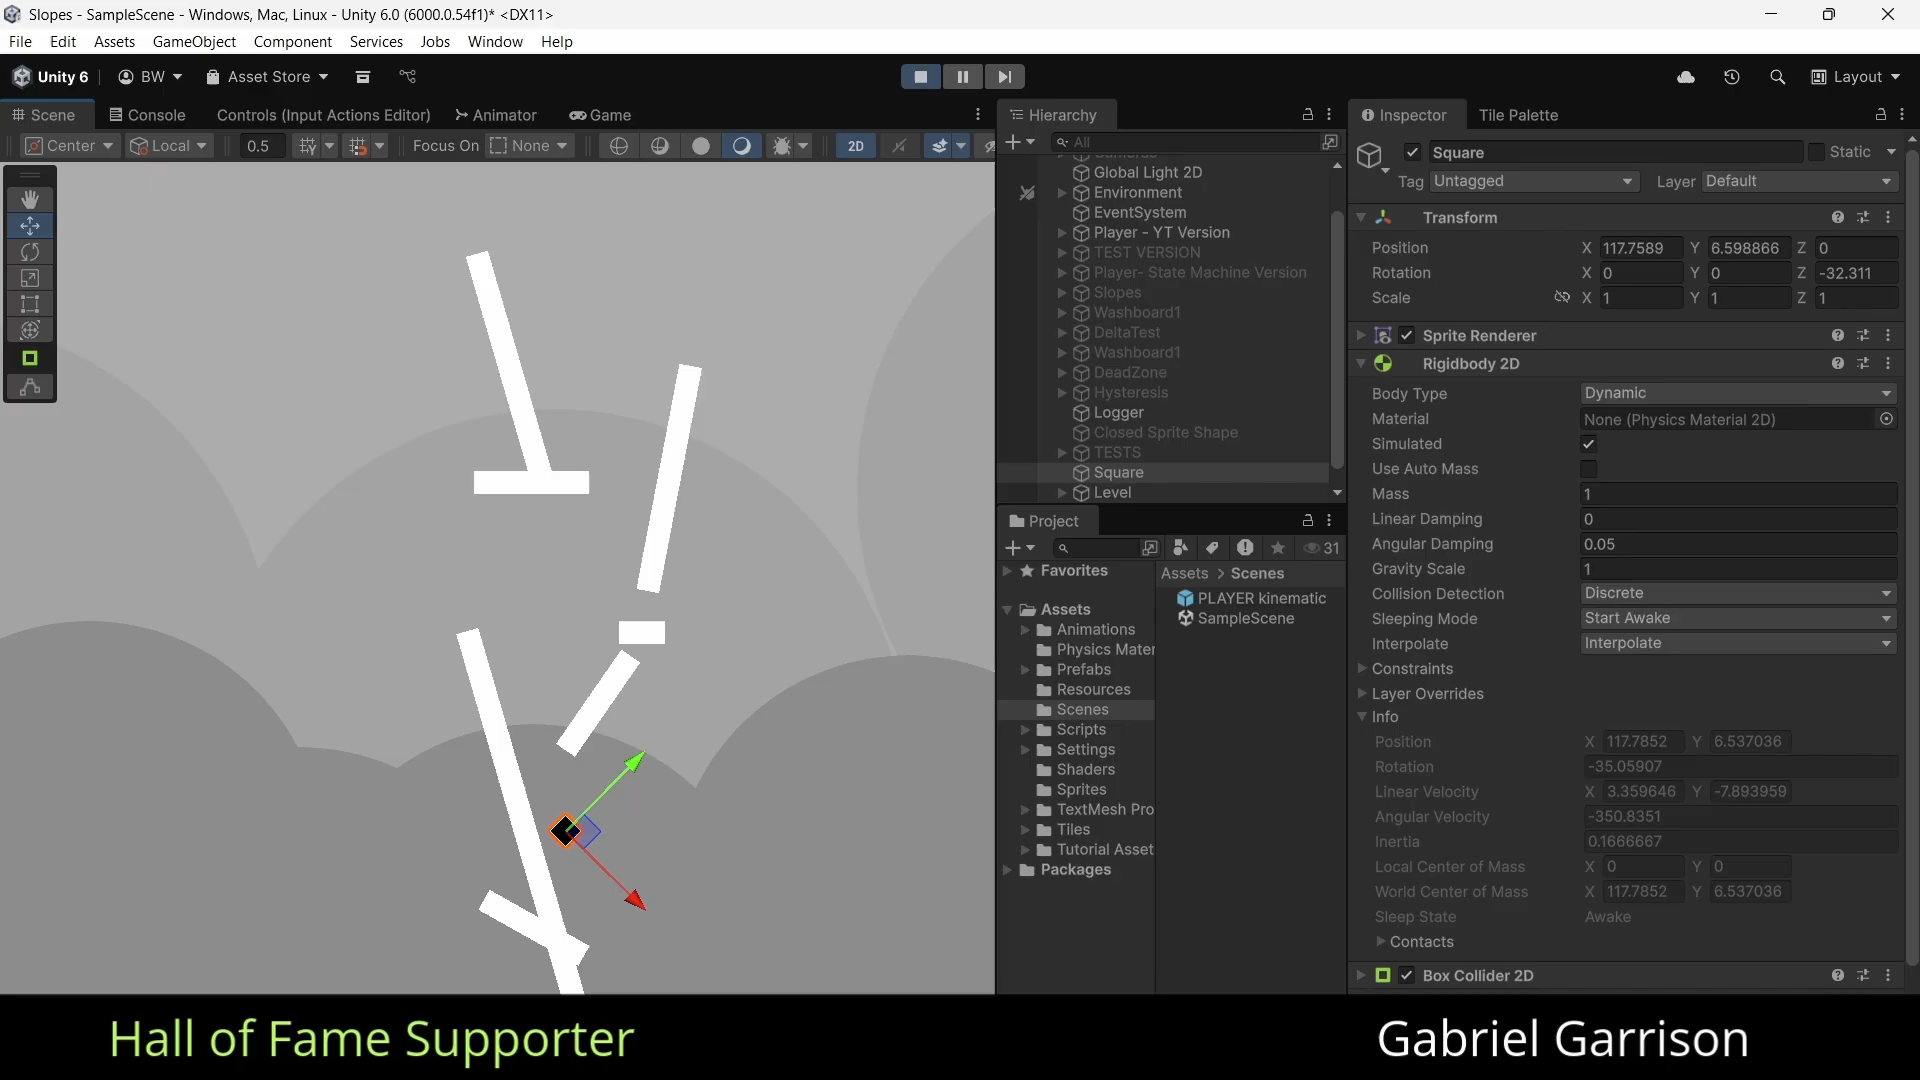 Slopes - SampleScene - Windows, Mac, Linux - Unity 6.0 (6000.0.54f1)* <DX11>
File Edit Assets GameObject Component Services Jobs Window Help
Unity 6 BW Asset Store Layout
Scene Console Controls (Input Actions Editor) Animator Game
Center Local 0.5 Focus On None 2D
Hierarchy
All
Global Light 2D
Environment
EventSystem
Player - YT Version
TEST VERSION
Player- State Machine Version
Slopes
Washboard1
DeltaTest
Washboard1
DeadZone
Hysteresis
Logger
Closed Sprite Shape
TESTS
Square
Level
Project
31
Favorites
Assets
Animations
Physics Mater
Prefabs
Resources
Scenes
Scripts
Settings
Shaders
Sprites
TextMesh Pro
Tiles
Tutorial Asset
Packages
Assets > Scenes
PLAYER kinematic
SampleScene
Inspector Tile Palette
Square Static
Tag Untagged Layer Default
Transform
Position X 117.7589 Y 6.598866 Z 0
Rotation X 0 Y 0 Z -32.311
Scale X 1 Y 1 Z 1
Sprite Renderer
Rigidbody 2D
Body Type Dynamic
Material None (Physics Material 2D)
Simulated
Use Auto Mass
Mass 1
Linear Damping 0
Angular Damping 0.05
Gravity Scale 1
Collision Detection Discrete
Sleeping Mode Start Awake
Interpolate Interpolate
Constraints
Layer Overrides
Info
Position X 117.7852 Y 6.537036
Rotation -35.05907
Linear Velocity X 3.359646 Y -7.893959
Angular Velocity -350.8351
Inertia 0.1666667
Local Center of Mass X 0 Y 0
World Center of Mass X 117.7852 Y 6.537036
Sleep State Awake
Contacts
Box Collider 2D
Hall of Fame Supporter Gabriel Garrison